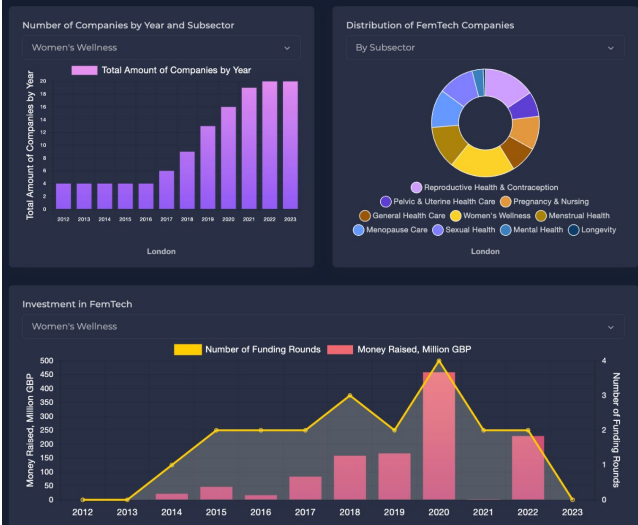 Number of Companies by Year and Subsector
Women's Wellness
Total Amount of Companies by Year
Total Amount of Companies by Year
20
18
16
14
12
10
8
6
4
2
0
2012 2013 2014 2015 2016 2017 2018 2019 2020 2021 2022 2023
London
Distribution of FemTech Companies
By Subsector
Reproductive Health & Contraception
Pelvic & Uterine Health Care Pregnancy & Nursing
General Health Care Women's Wellness Menstrual Health
Menopause Care Sexual Health Mental Health Longevity
London
Investment in FemTech
Women's Wellness
Number of Funding Rounds Money Raised, Million GBP
Money Raised, Million GBP
500
450
400
350
300
250
200
150
100
50
0
4
3
2
1
0
Number of Funding Rounds
2012 2013 2014 2015 2016 2017 2018 2019 2020 2021 2022 2023